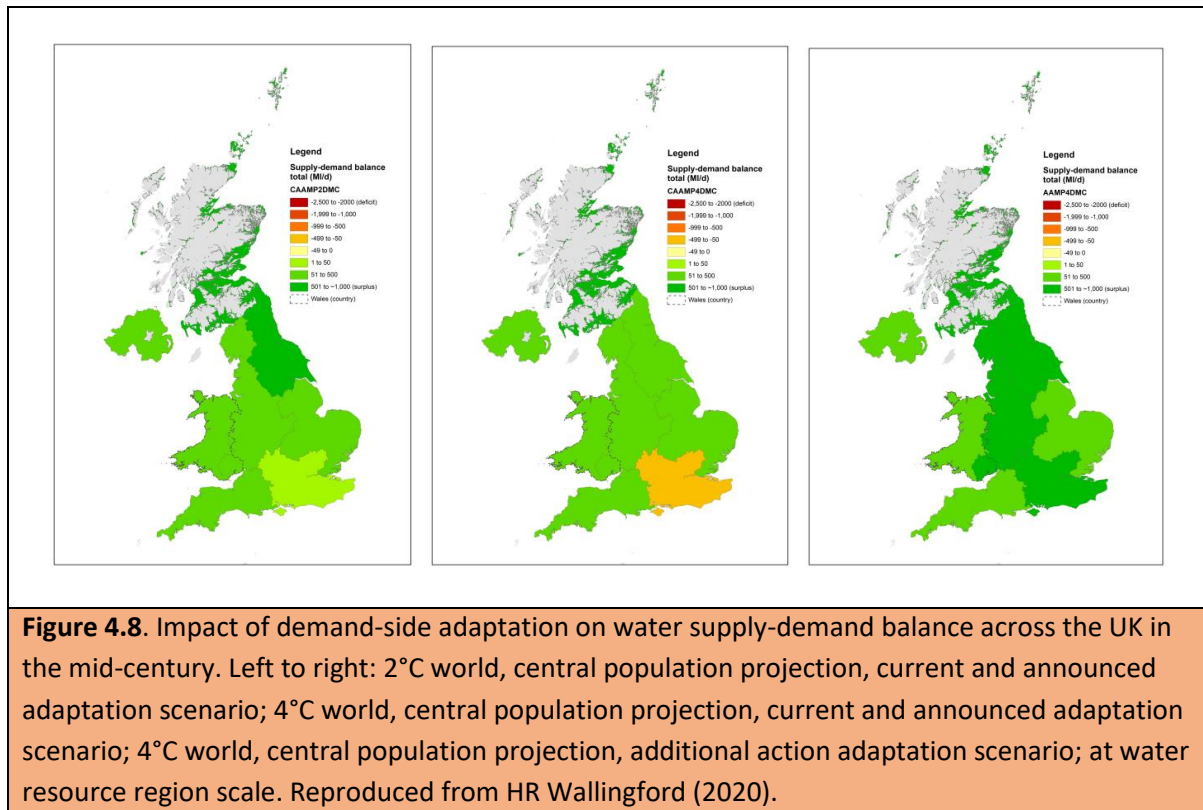 Legend
Supply-demand balance
total (Ml/d)
CAAMP2DMC
-2,500 to -2000 (deficit)
-1,999 to -1,000
-999 to -500
-499 to -50
-49 to 0
1 to 50
51 to 500
501 to ~1,000 (surplus)
Wales (country)
Legend
Supply-demand balance
total (Ml/d)
CAAMP4DMC
-2,500 to -2000 (deficit)
-1,999 to -1,000
-999 to -500
-499 to -50
-49 to 0
1 to 50
51 to 500
501 to ~1,000 (surplus)
Wales (country)
Legend
Supply-demand balance
total (Ml/d)
AAMP4DMC
-2,500 to -2000 (deficit)
-1,999 to -1,000
-999 to -500
-499 to -50
-49 to 0
1 to 50
51 to 500
501 to ~1,000 (surplus)
Wales (country)
Figure 4.8. Impact of demand-side adaptation on water supply-demand balance across the UK in
the mid-century. Left to right: 2°C world, central population projection, current and announced
adaptation scenario; 4°C world, central population projection, current and announced adaptation
scenario; 4°C world, central population projection, additional action adaptation scenario; at water
resource region scale. Reproduced from HR Wallingford (2020).